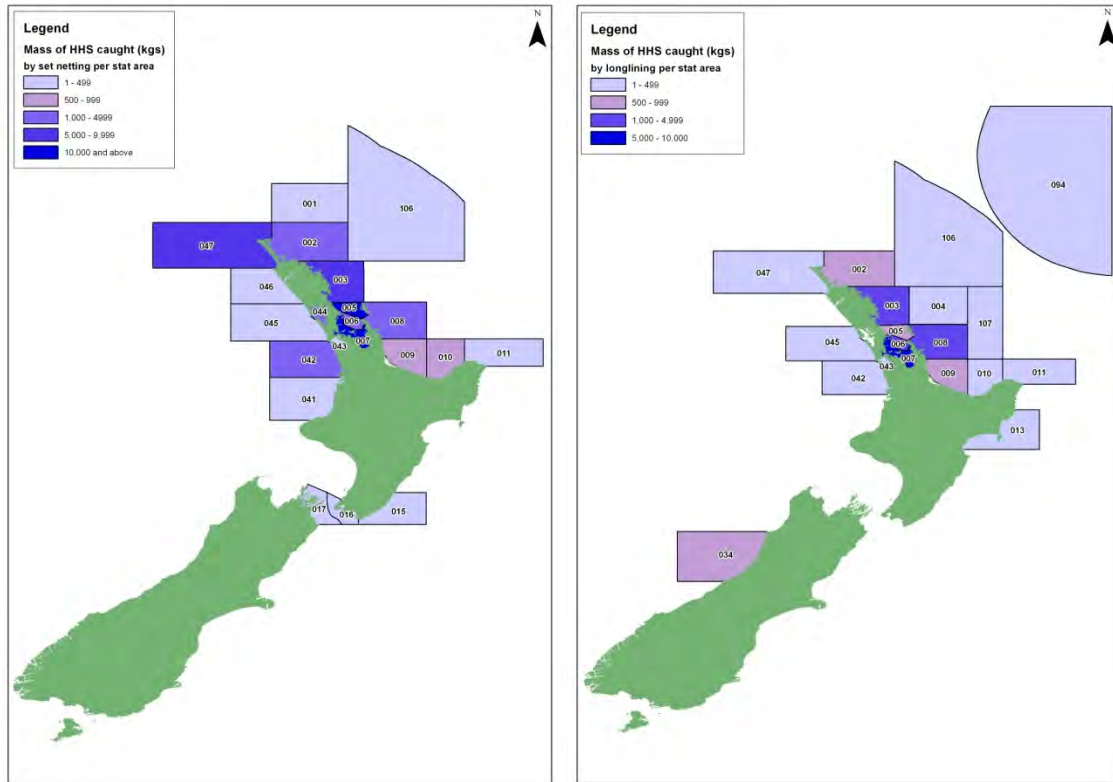 Legend
Mass of HHS caught (kgs)
by set netting per stat area
1 - 499
500 - 999
1,000 - 4999
5,000 - 9,999
10,000 and above
N
001
106
002
047
003
046
005
044
006
008
045
007
043
042
009
010
011
041
017
016
015
Legend
Mass of HHS caught (kgs)
by longlining per stat area
1 - 499
500 - 999
1,000 - 4,999
5,000 - 10,000
N
094
106
047
002
003
004
107
005
045
006
008
007
043
042
009
010
011
013
034